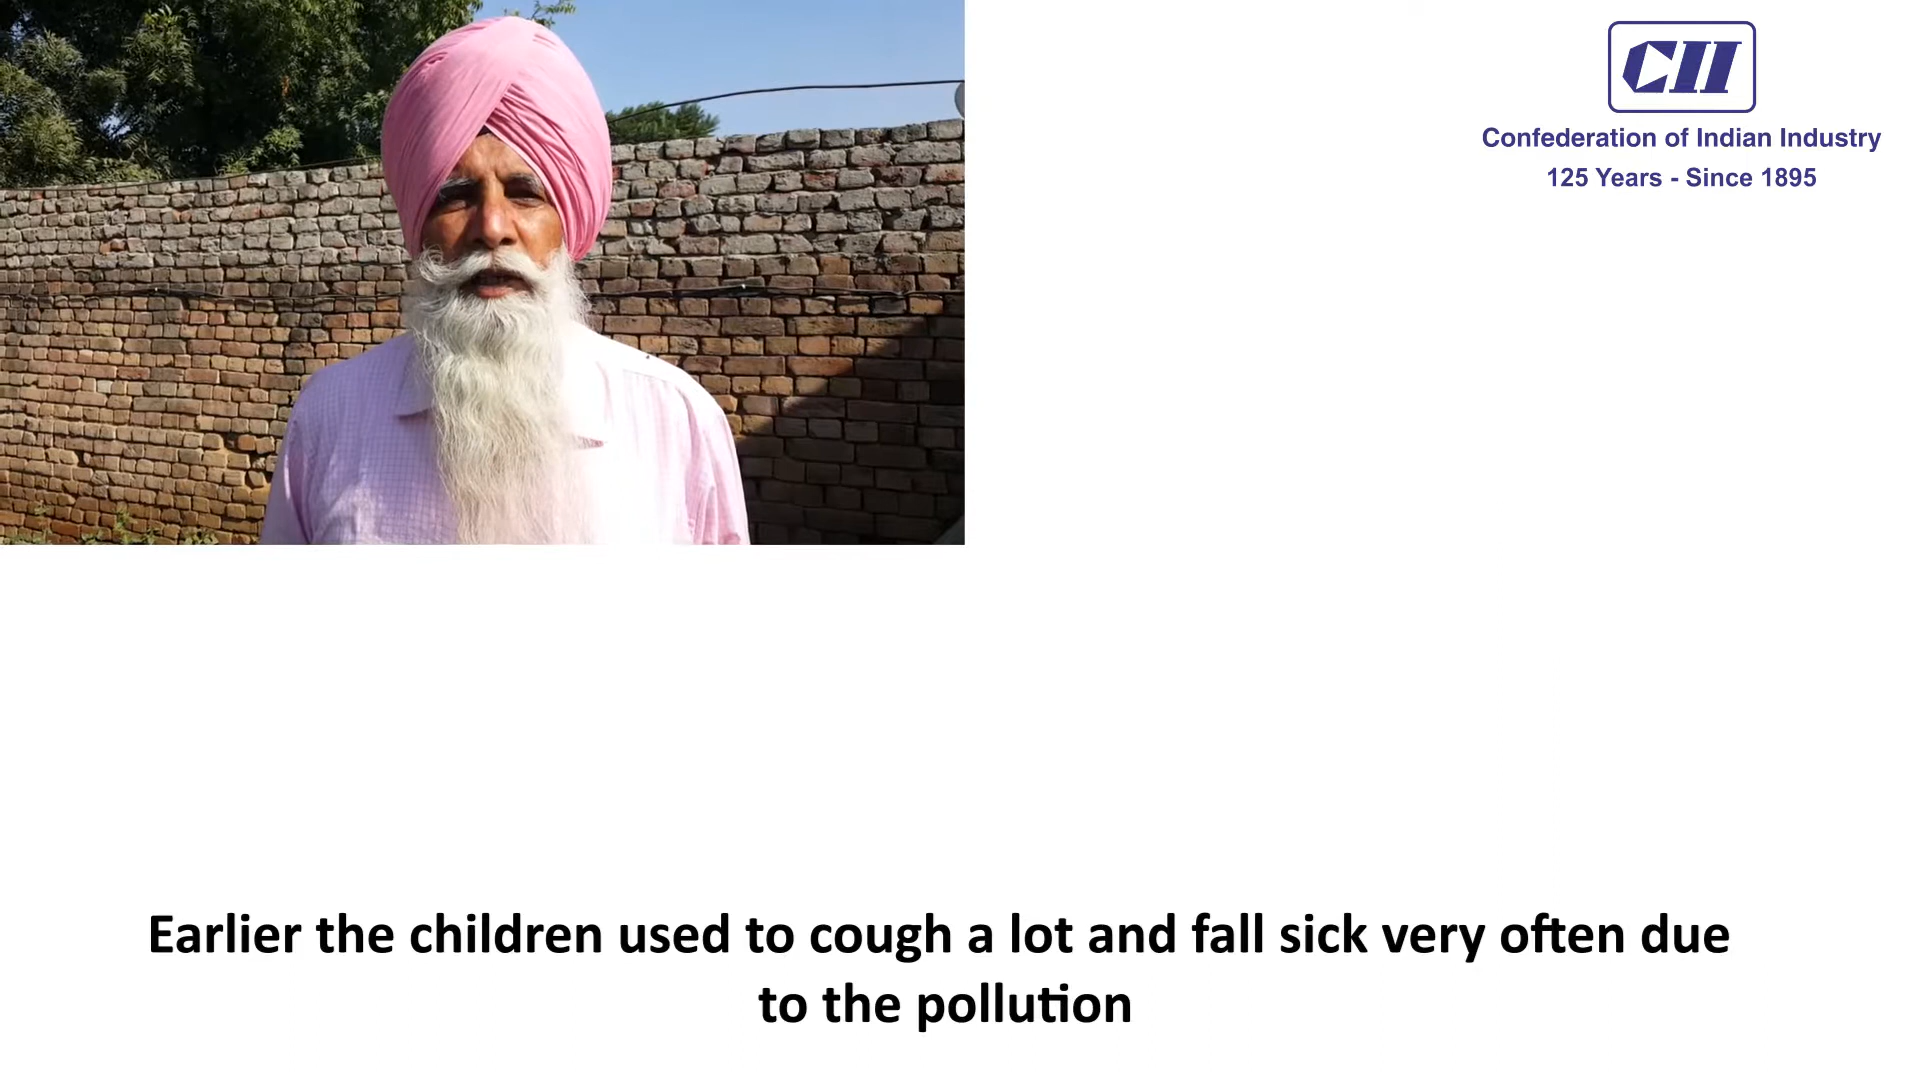 CII
Confederation of Indian Industry
125 Years - Since 1895
Earlier the children used to cough a lot and fall sick very often due
to the pollution